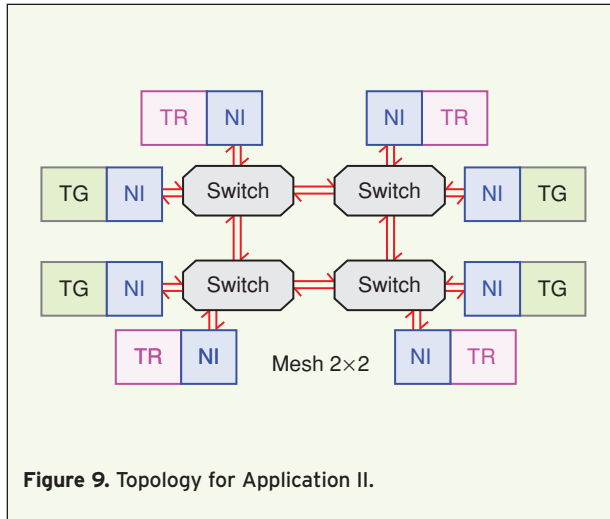 TR NI NI TR
TG NI Switch Switch NI TG
TG NI Switch Switch NI TG
TR NI Mesh 2×2 NI TR
Figure 9. Topology for Application II.